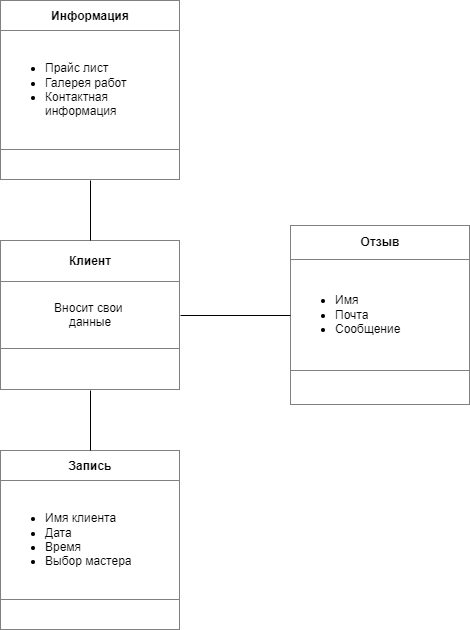 Информация
Прайс лист
Галерея работ
Контактная
информация
Клиент
Вносит свои
данные
Отзыв
Имя
Почта
Сообщение
Запись
Имя клиента
Дата
Время
Выбор мастера